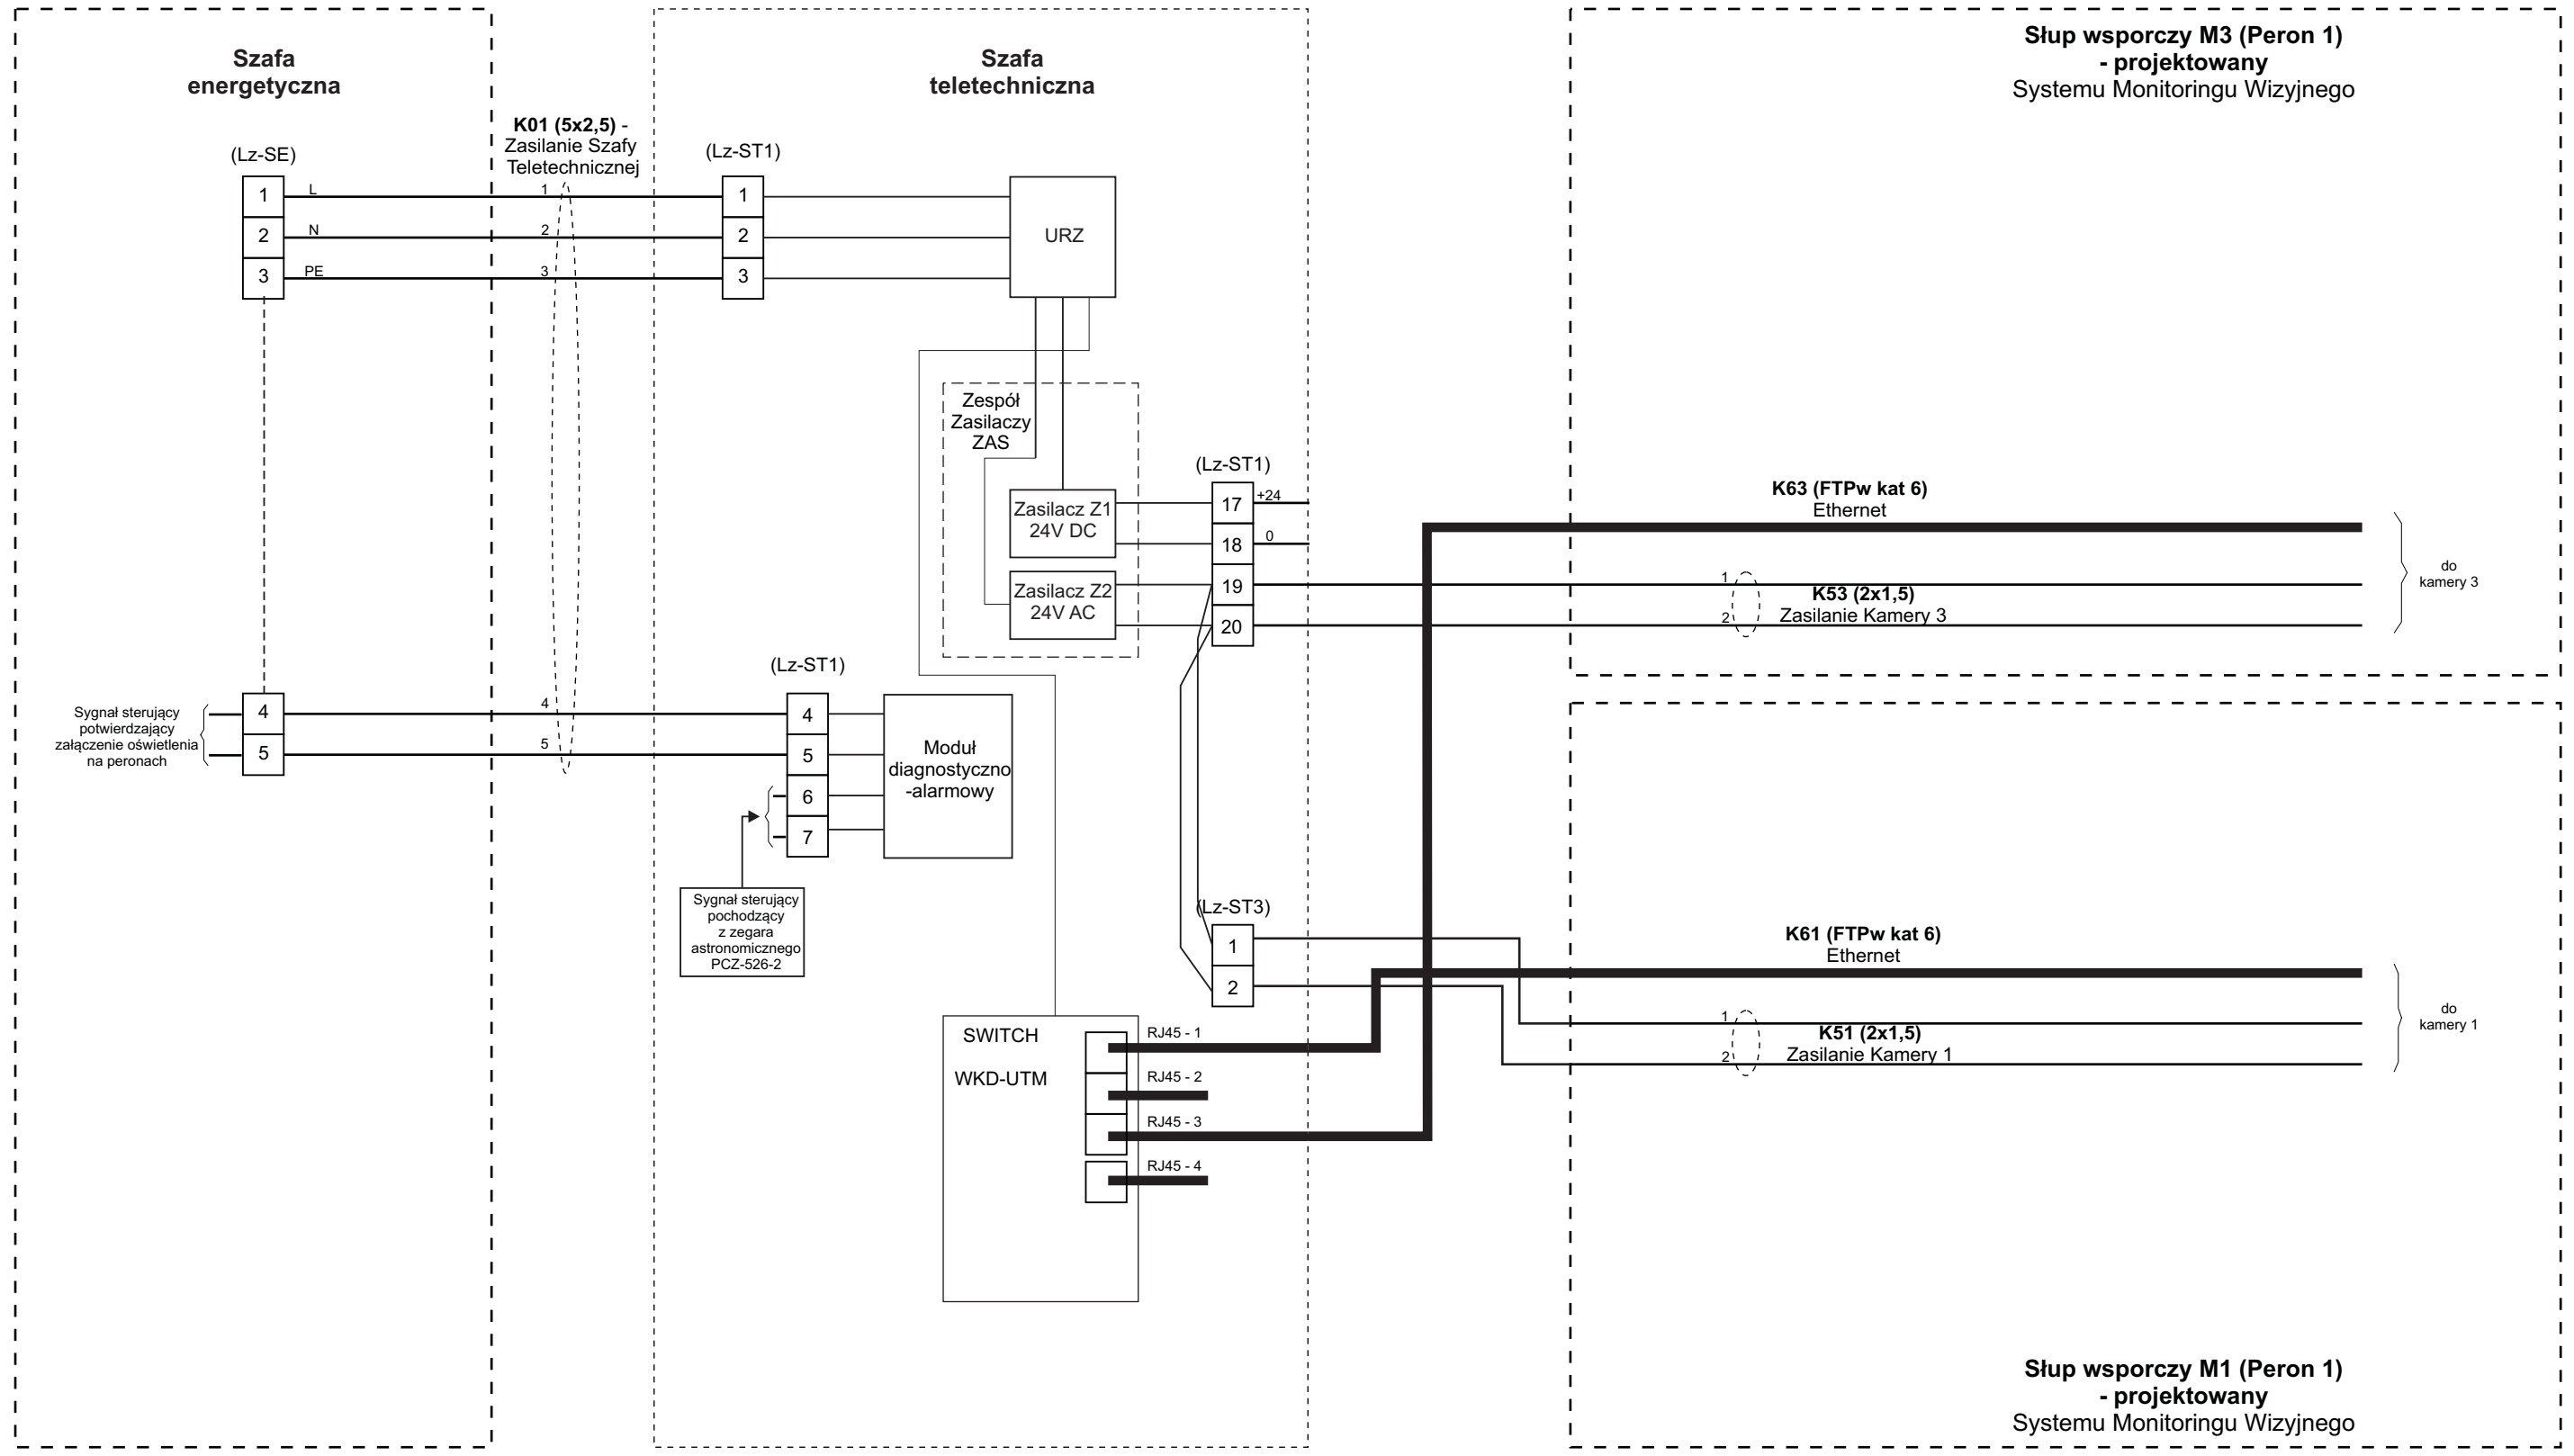 Szafa
energetyczna
(Lz-SE)
1
2
3
L
N
PE
K01 (5x2,5) -
Zasilanie Szafy
Teletechnicznej
1
2
3
4
5
Sygnał sterujący
potwierdzający
załączenie oświetlenia
na peronach
4
5
Szafa
teletechniczna
(Lz-ST1)
1
2
3
URZ
Zespół
Zasilaczy
ZAS
Zasilacz Z1
24V DC
Zasilacz Z2
24V AC
(Lz-ST1)
17
18
19
20
+24
0
(Lz-ST1)
4
5
6
7
Moduł
diagnostyczno
-alarmowy
Sygnał sterujący
pochodzący
z zegara
astronomicznego
PCZ-526-2
(Lz-ST3)
1
2
SWITCH
WKD-UTM
RJ45 - 1
RJ45 - 2
RJ45 - 3
RJ45 - 4
Słup wsporczy M3 (Peron 1)
- projektowany
Systemu Monitoringu Wizyjnego
K63 (FTPw kat 6)
Ethernet
1
2
K53 (2x1,5)
Zasilanie Kamery 3
do
kamery 3
K61 (FTPw kat 6)
Ethernet
1
2
K51 (2x1,5)
Zasilanie Kamery 1
do
kamery 1
Słup wsporczy M1 (Peron 1)
- projektowany
Systemu Monitoringu Wizyjnego